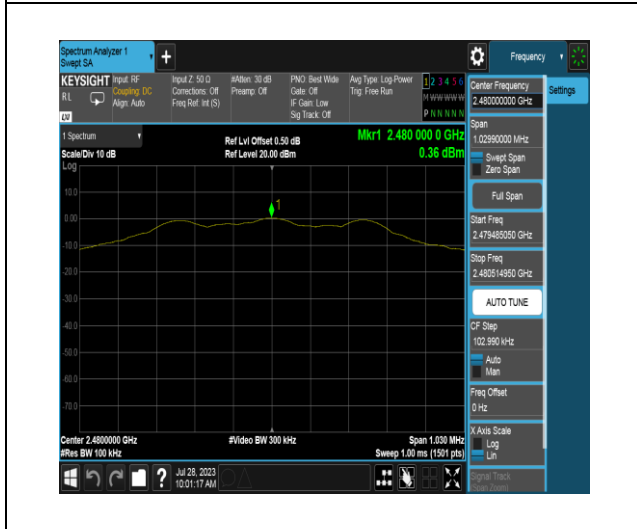 Spectrum Analyzer 1
Swept SA
Frequency
KEYSIGHT
RL
LXI
Input: RF
Coupling: DC
Align: Auto
Input Z: 50 Ω
Corrections: Off
Freq Ref: Int (S)
#Atten: 30 dB
Preamp: Off
PNO: Best Wide
Gate: Off
IF Gain: Low
Sig Track: Off
Avg Type: Log-Power
Trig: Free Run
1 2 3 4 5 6
M W W W W W
P N N N N N
Center Frequency
2.480000000 GHz
Settings
1 Spectrum
Scale/Div 10 dB
Log
Ref Lvl Offset 0.50 dB
Ref Level 20.00 dBm
Mkr1 2.480 000 0 GHz
0.36 dBm
Span
1.02990000 MHz
Swept Span
Zero Span
Full Span
Start Freq
2.479485050 GHz
Stop Freq
2.480514950 GHz
AUTO TUNE
CF Step
102.990 kHz
Auto
Man
Freq Offset
0 Hz
X Axis Scale
Log
Lin
Signal Track
(Span Zoom)
1
10.0
0.00
-10.0
-20.0
-30.0
-40.0
-50.0
-60.0
-70.0
Center 2.4800000 GHz
#Res BW 100 kHz
#Video BW 300 kHz
Span 1.030 MHz
Sweep 1.00 ms (1501 pts)
?
Jul 28, 2023
10:01:17 AM